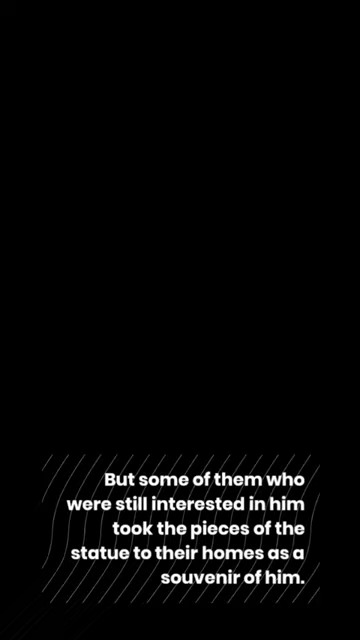 But some of them who
were still interested in him
took the pieces of the
statue to their homes as a
souvenir of him.